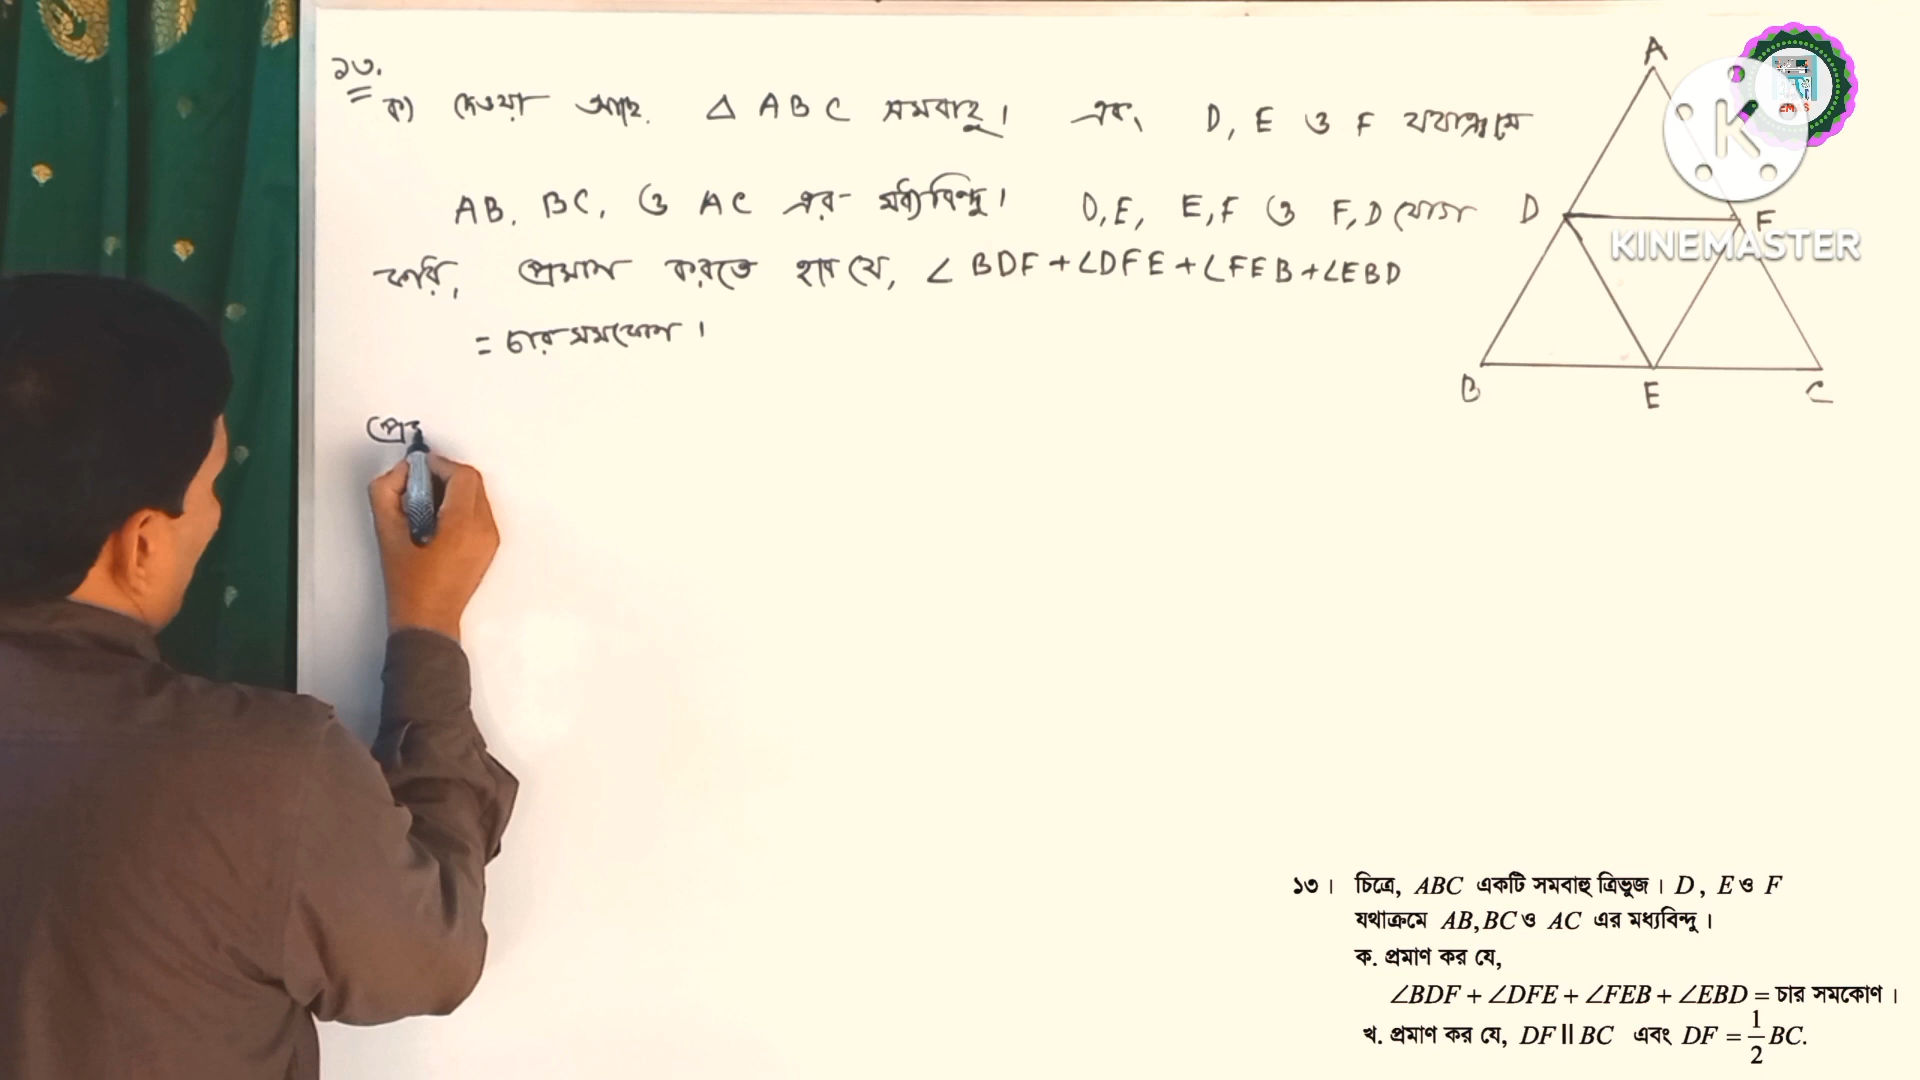 ১৩.
ক) দেওয়া আছে. △ ABC সমবাহু। এবং D, E ও F যথাক্রমে
AB, BC, ও AC এর মধ্যবিন্দু। D,E, E,F ও F,D যোগ
করি, প্রমাণ করতে হবে যে, ∠BDF+∠DFE+∠FEB+∠EBD
= চার সমকোণ।
A
D
F
B
E
C
K
KINEMASTER
১৩। চিত্রে, ABC একটি সমবাহু ত্রিভুজ। D, E ও F
যথাক্রমে AB, BC ও AC এর মধ্যবিন্দু।
ক. প্রমাণ কর যে,
∠BDF + ∠DFE + ∠FEB + ∠EBD = চার সমকোণ।
খ. প্রমাণ কর যে, DF || BC এবং DF = 1/2 BC.